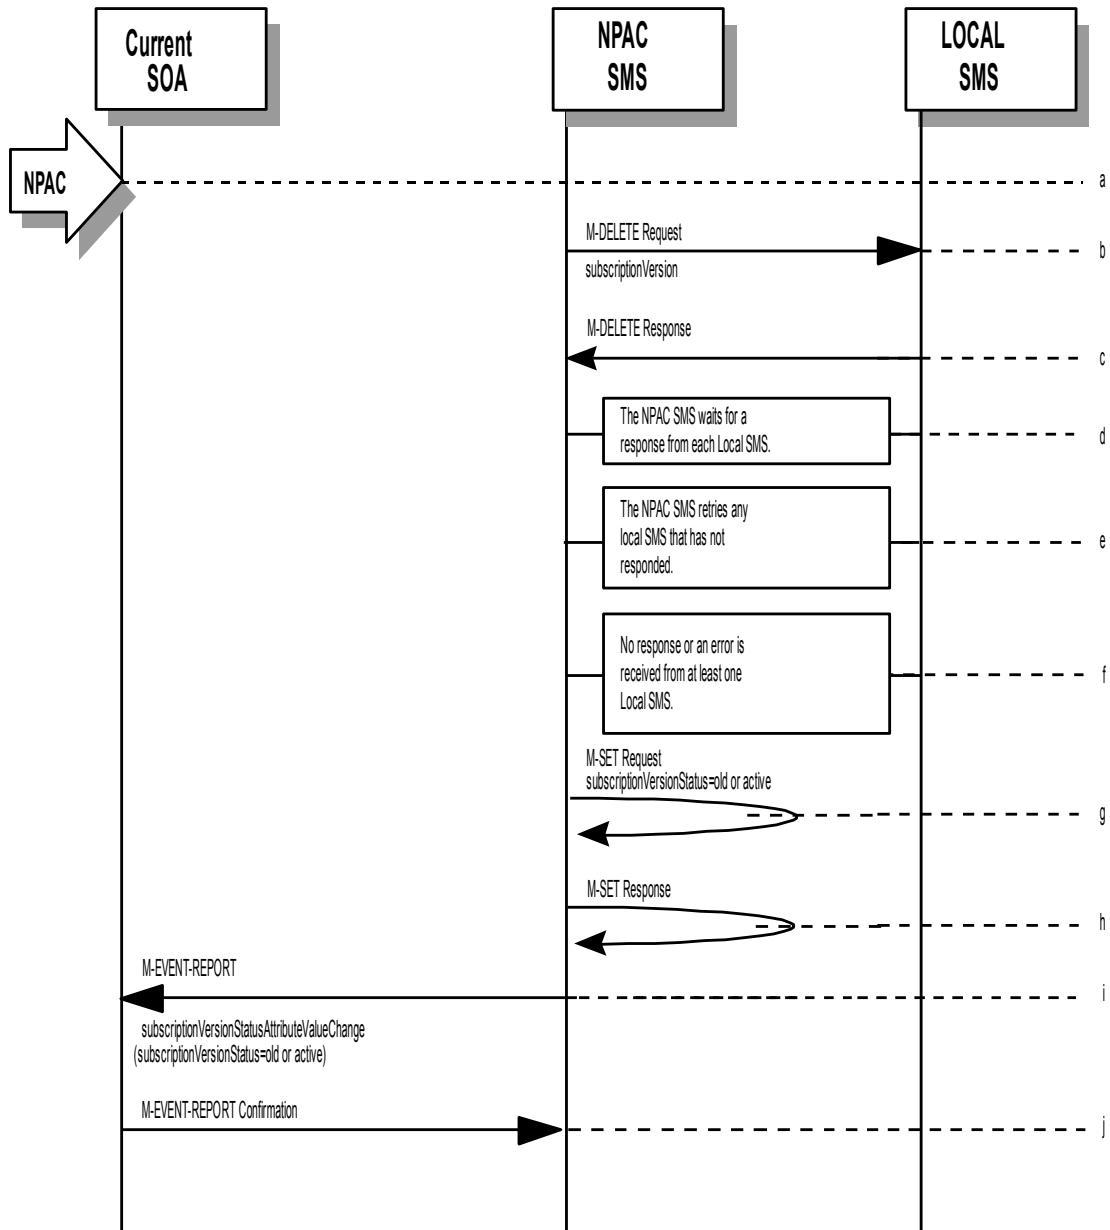 Current
SOA
NPAC
SMS
LOCAL
SMS
NPAC
a
M-DELETE Request
b
subscriptionVersion
M-DELETE Response
c
The NPAC SMS waits for a
response from each Local SMS.
d
The NPAC SMS retries any
local SMS that has not
responded.
e
No response or an error is
received from at least one
Local SMS.
f
M-SET Request
subscriptionVersionStatus=old or active
g
M-SET Response
h
M-EVENT-REPORT
i
subscriptionVersionStatusAttributeValueChange
(subscriptionVersionStatus=old or active)
M-EVENT-REPORT Confirmation
j